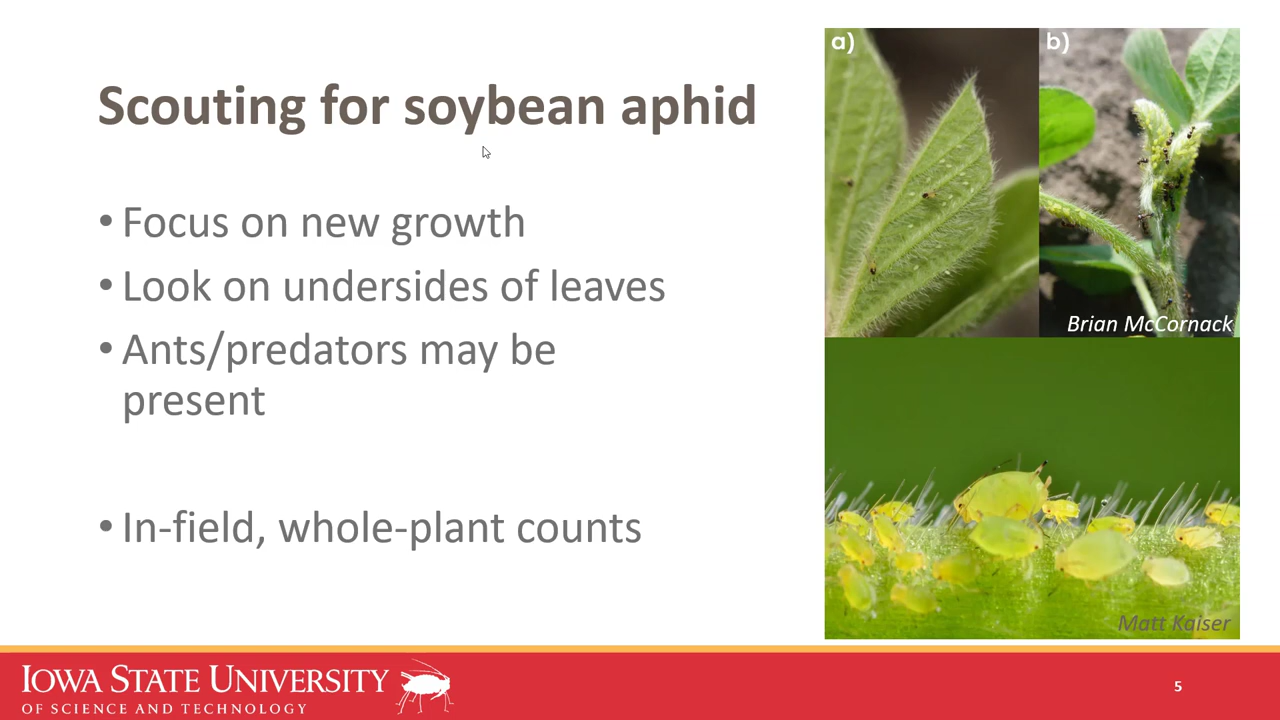 a)
b)
Scouting for soybean aphid
• Focus on new growth
• Look on undersides of leaves
• Ants/predators may be
present
• In-field, whole-plant counts
Brian McCornack
Matt Kaiser
IOWA STATE UNIVERSITY
OF SCIENCE AND TECHNOLOGY
5